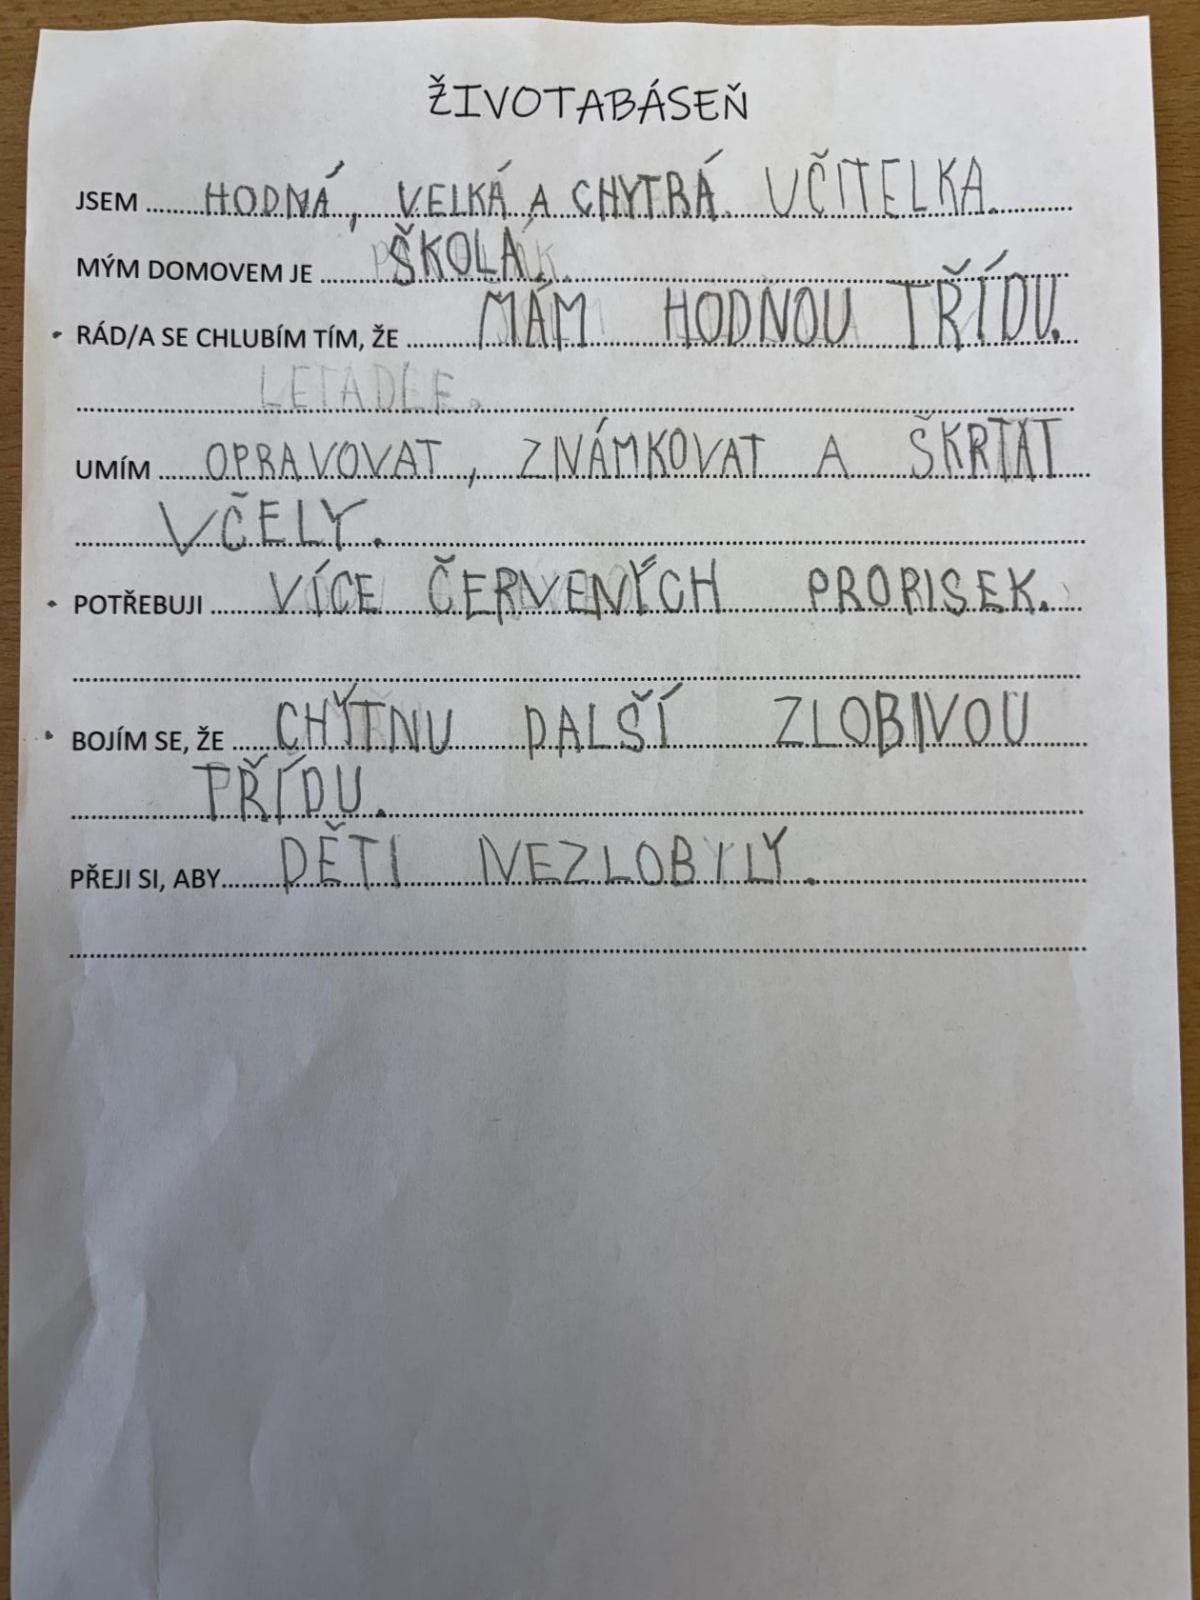 ŽIVOTABÁSEŇ
JSEM HODNÁ, VELKÁ A CHYTRÁ. UČITELKA.
MÝM DOMOVEM JE ŠKOLA.
RÁD/A SE CHLUBÍM TÍM, ŽE MÁM HODNOU TŘÍDU.
LETADLE.
UMÍM OPRAVOVAT, ZNÁMKOVAT A ŠKRTAT
VČELY.
POTŘEBUJI VÍCE ČERVENÝCH PROPISEK.
BOJÍM SE, ŽE CHYTNU DALŠÍ ZLOBIVOU
TŘÍDU.
PŘEJI SI, ABY DĚTI NEZLOBYLY.